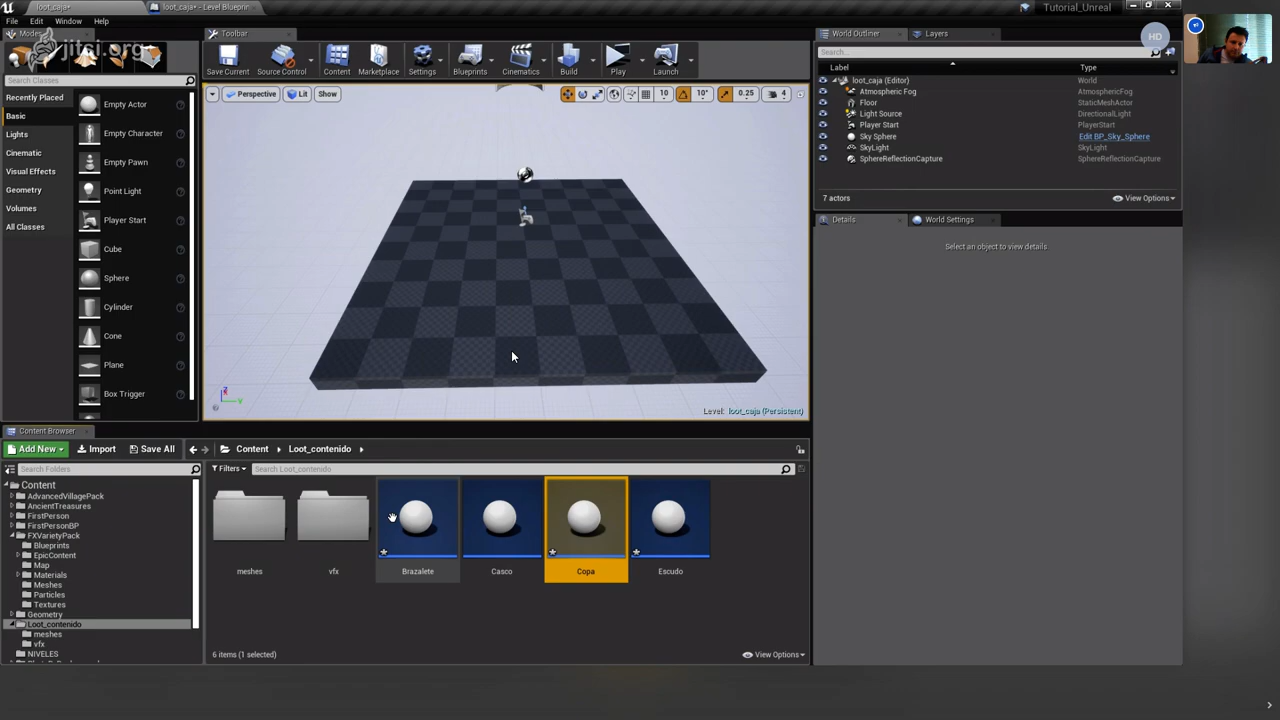 loot_caja*
loot_caja* - Level Blueprin
Tutorial_Unreal
File Edit Window Help
Modes
Toolbar
World Outliner
Layers
jitsi.org
HD
Search...
Save Current
Source Control
Content
Marketplace
Settings
Blueprints
Cinematics
Build
Play
Launch
Label
Type
Search Classes
loot_caja (Editor) World
Atmospheric Fog AtmosphericFog
Floor StaticMeshActor
Light Source DirectionalLight
Player Start PlayerStart
Sky Sphere Edit BP_Sky_Sphere
SkyLight SkyLight
SphereReflectionCapture SphereReflectionCapture
7 actors
View Options
Perspective
Lit
Show
10
10°
0.25
4
Recently Placed
Basic
Lights
Cinematic
Visual Effects
Geometry
Volumes
All Classes
Empty Actor
Empty Character
Empty Pawn
Point Light
Player Start
Cube
Sphere
Cylinder
Cone
Plane
Box Trigger
Level: loot_caja (Persistent)
Details
World Settings
Select an object to view details.
Content Browser
Add New
Import
Save All
Content
Loot_contenido
Search Folders
Filters
Search Loot_contenido
Content
AdvancedVillagePack
AncientTreasures
FirstPerson
FirstPersonBP
FXVarietyPack
Blueprints
EpicContent
Map
Materials
Meshes
Particles
Textures
Geometry
Loot_contenido
meshes
vfx
NIVELES
meshes
vfx
Brazalete
Casco
Copa
Escudo
6 items (1 selected)
View Options